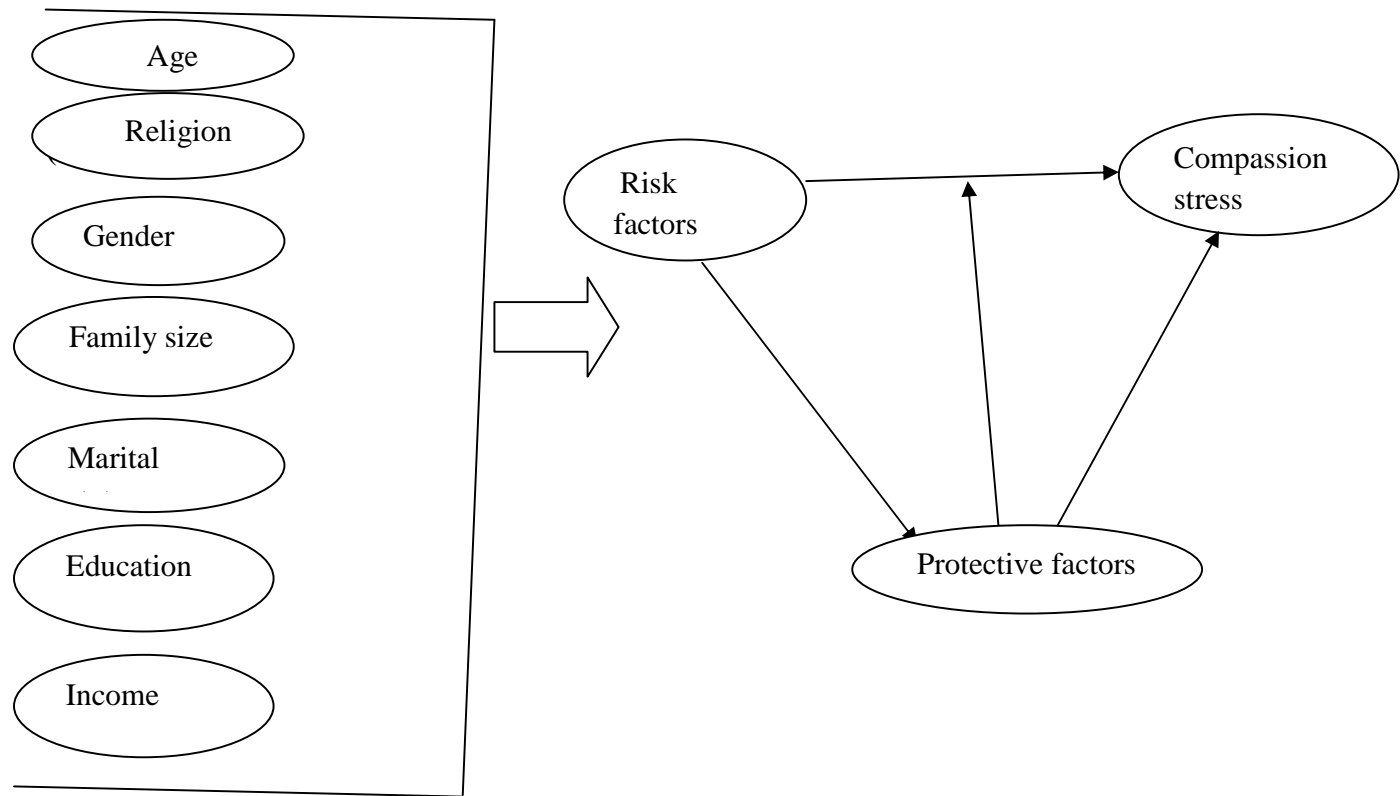 Age
Religion
Gender
Family size
Marital
Education
Income
Risk
factors
Compassion
stress
Protective factors